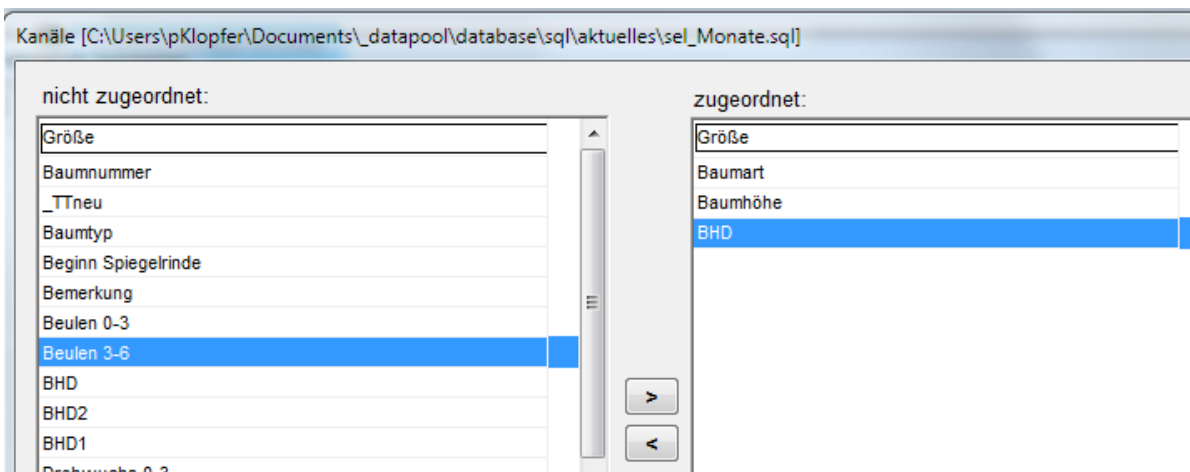 Kanäle [C:\Users\pKlopfer\Documents\_datapool\database\sql\aktuelles\sel_Monate.sql]
nicht zugeordnet:
Größe
Baumnummer
_TTneu
Baumtyp
Beginn Spiegelrinde
Bemerkung
Beulen 0-3
Beulen 3-6
BHD
BHD2
BHD1
>
<
zugeordnet:
Größe
Baumart
Baumhöhe
BHD